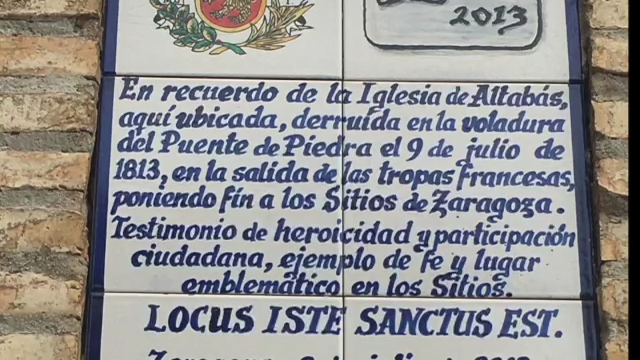 2013
En recuerdo de la Iglesia de Altabás,
aquí ubicada, derruída en la voladura
del Puente de Piedra el 9 de julio de
1813, en la salida de las tropas francesas,
poniendo fín a los Sitios de Zaragoza.
Testimonio de heroicidad y participación
ciudadana, ejemplo de fe y lugar
emblemático en los Sitios.
LOCUS ISTE SANCTUS EST.